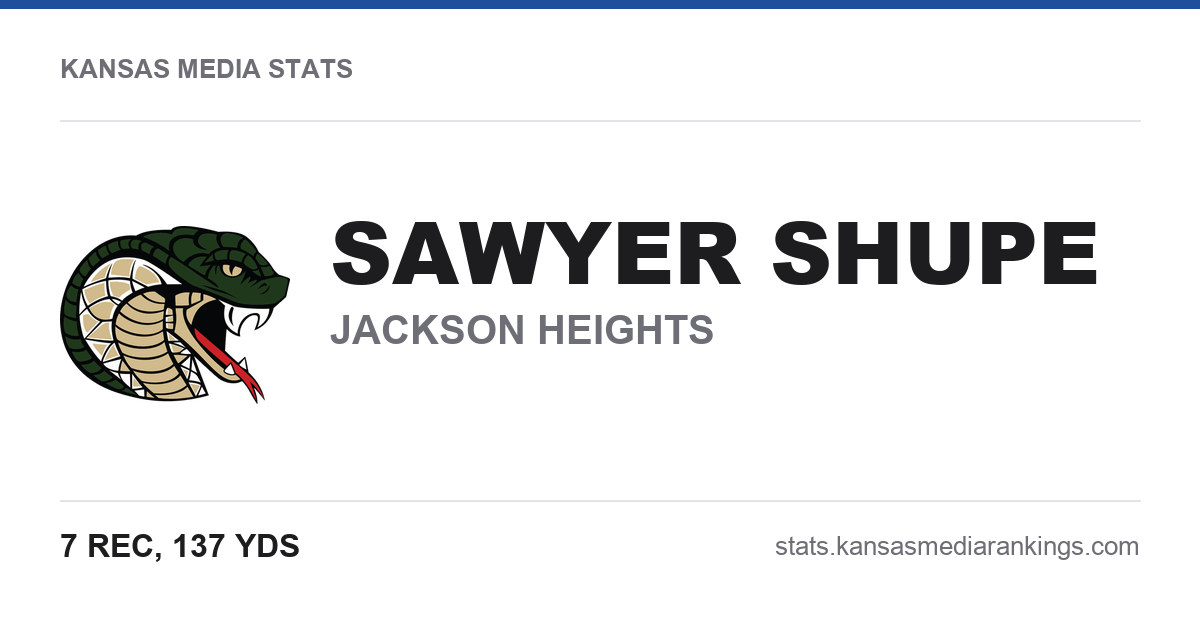 KANSAS MEDIA STATS
SAWYER SHUPE
JACKSON HEIGHTS
7 REC, 137 YDS
stats.kansasmediarankings.com